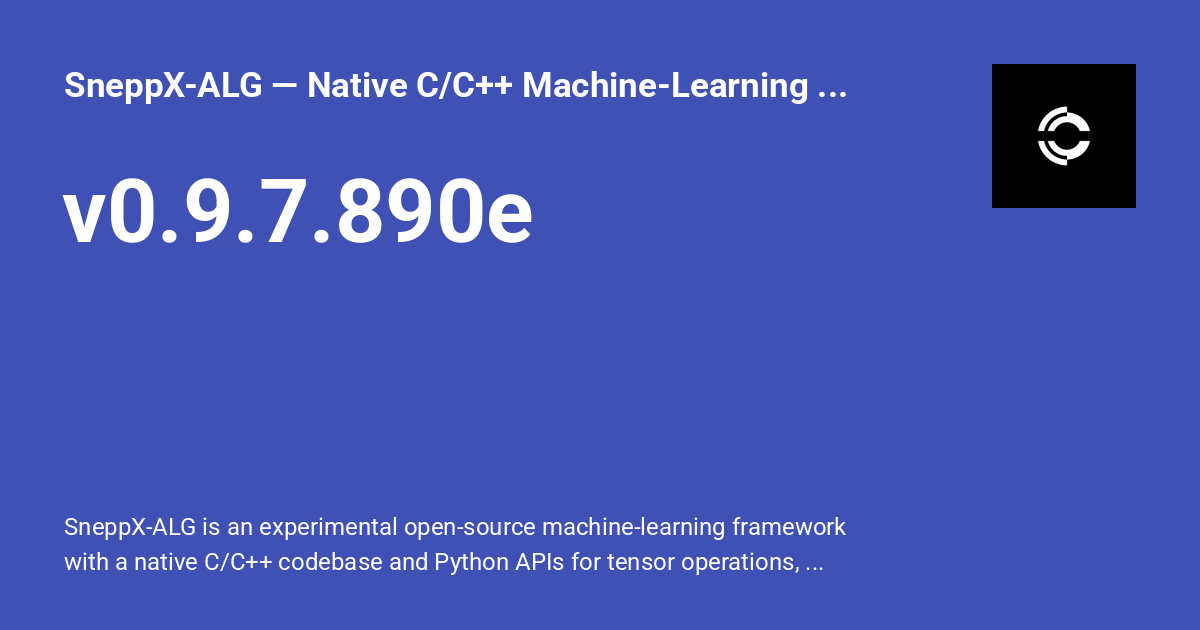 SneppX-ALG — Native C/C++ Machine-Learning ...
v0.9.7.890e
SneppX-ALG is an experimental open-source machine-learning framework
with a native C/C++ codebase and Python APIs for tensor operations, ...